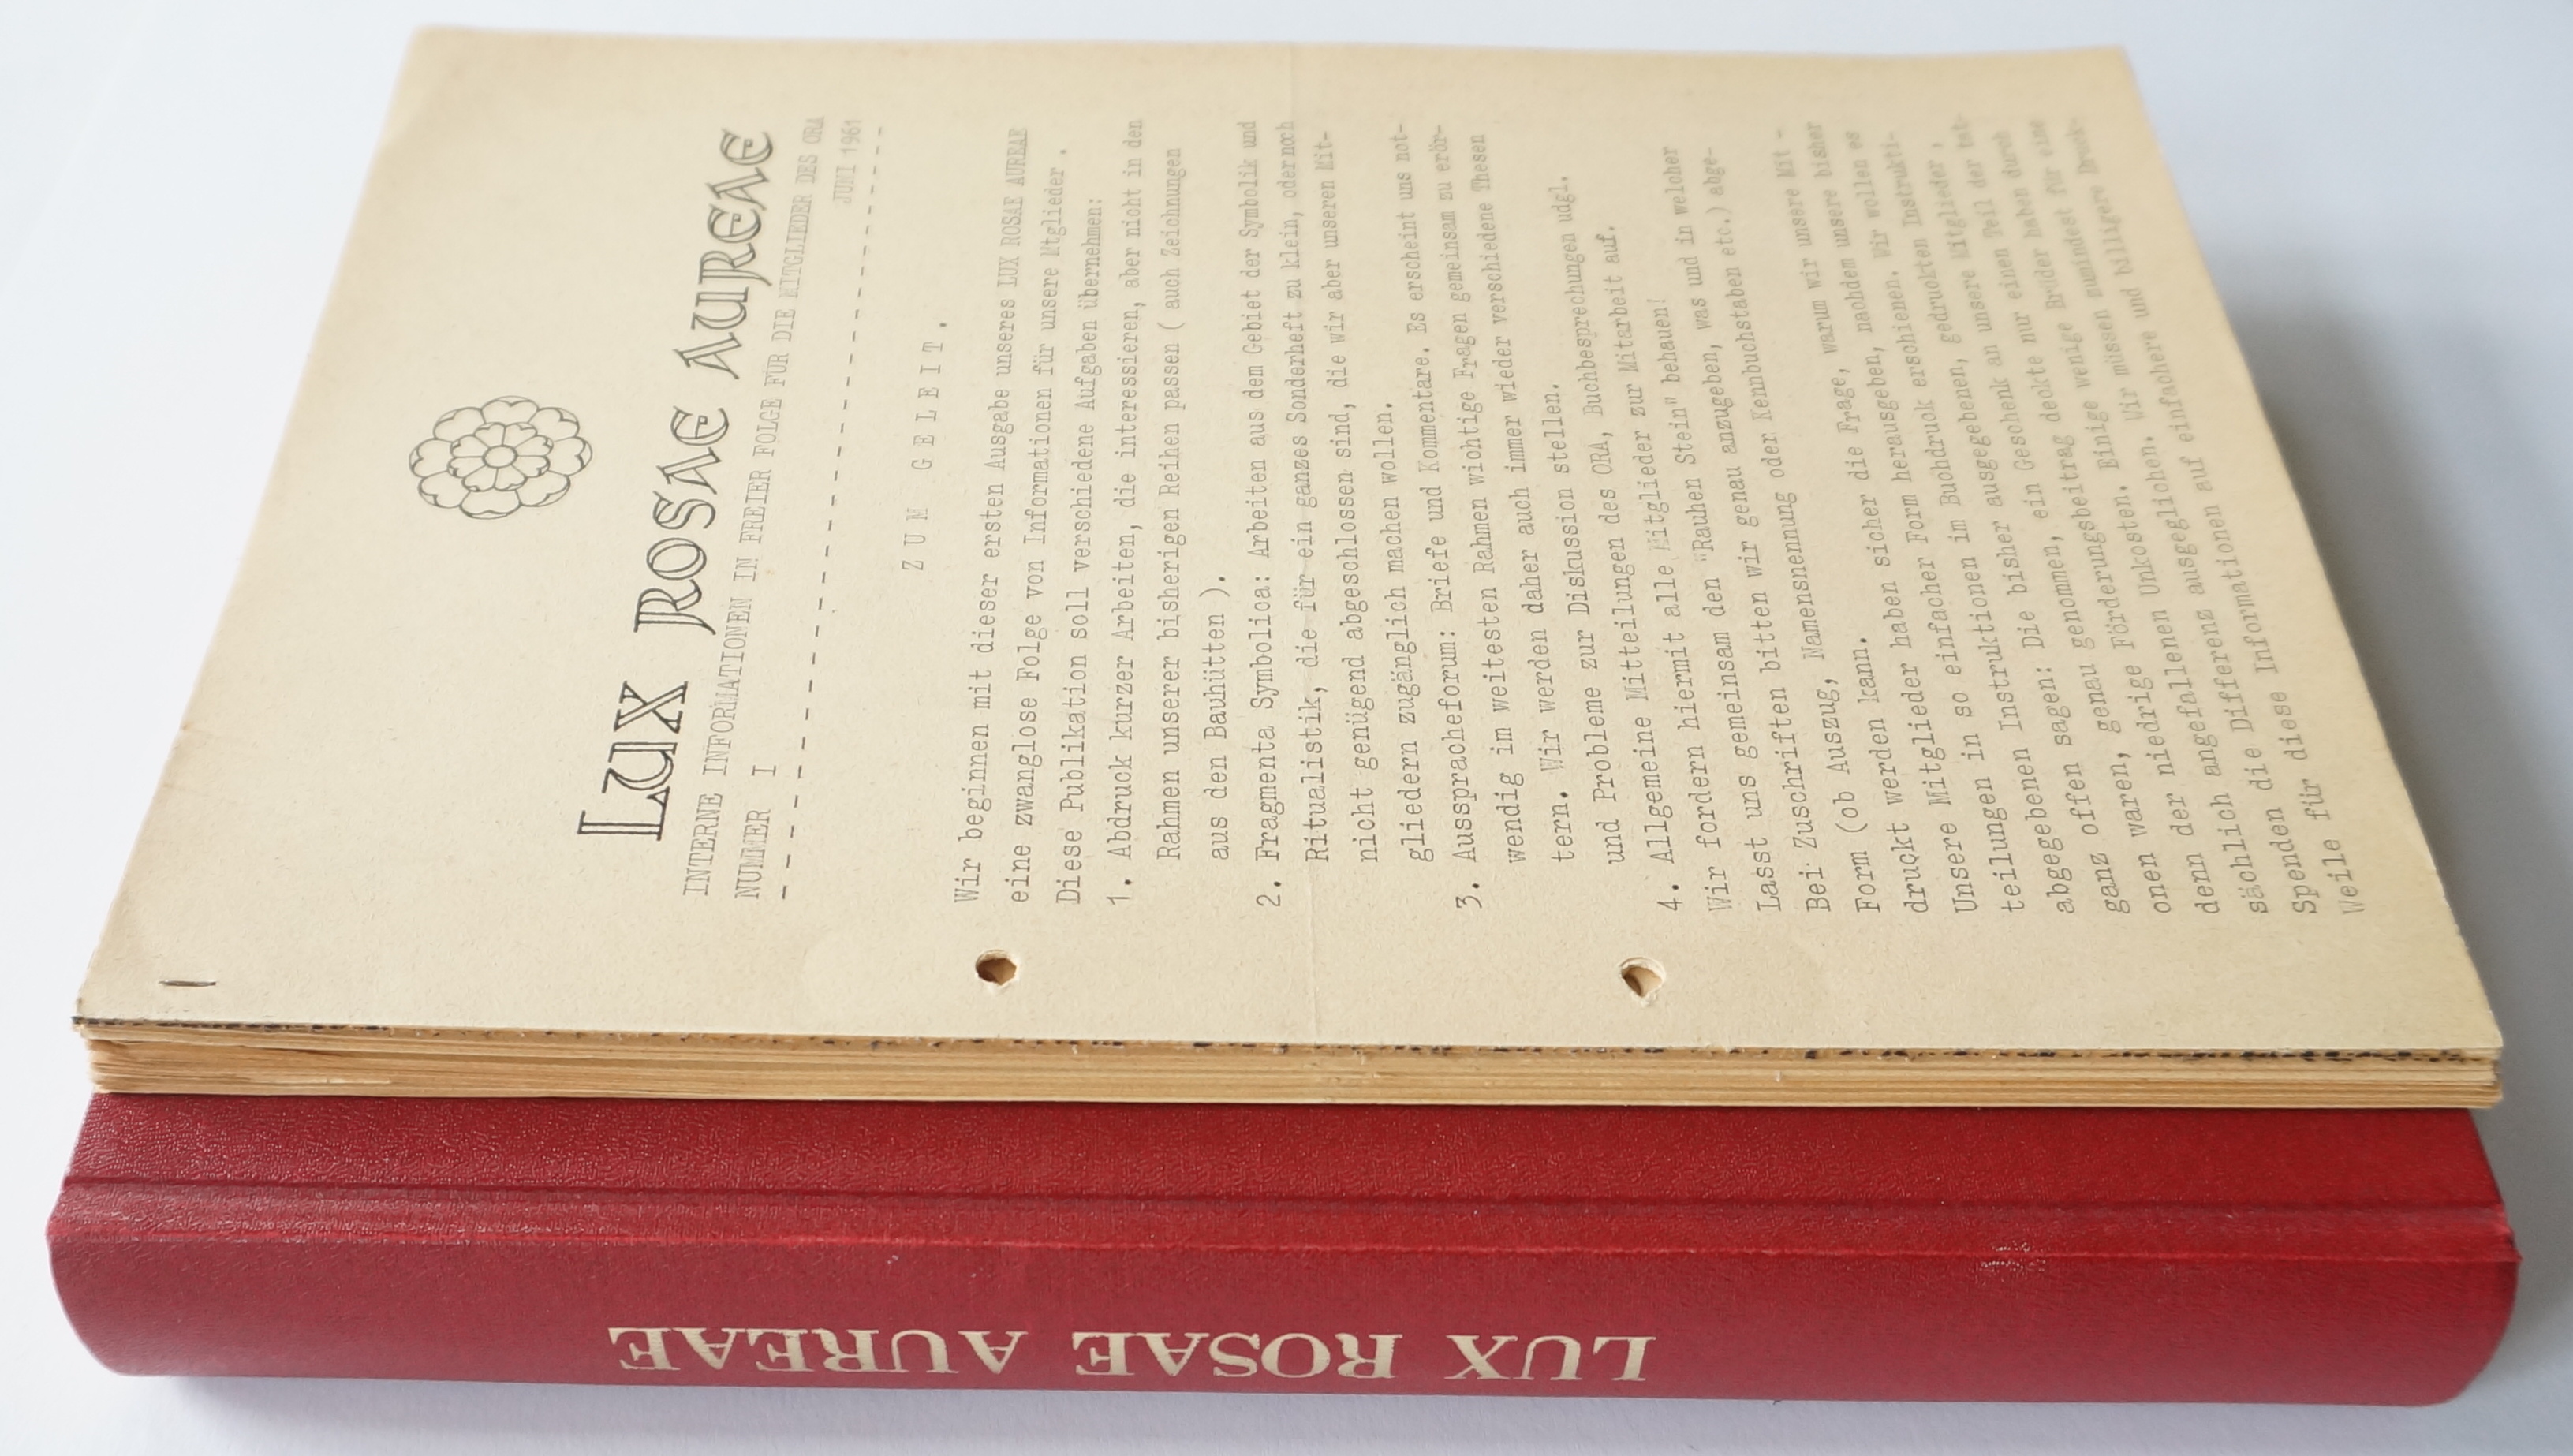 LUX ROSAE AUREAE
INTERNE INFORMATIONEN IN FREIER FOLGE FÜR DIE MITGLIEDER DES ORA
NUMMER I JUNI 1961
ZUM GELEIT.
Wir beginnen mit dieser ersten Ausgabe unseres LUX ROSAE AUREAE
eine zwanglose Folge von Informationen für unsere Mtglieder .
Diese Publikation soll verschiedene Aufgaben übernehmen:
1. Abdruck kurzer Arbeiten, die interessieren, aber nicht in den
Rahmen unserer bisherigen Reihen passen ( auch Zeichnungen
aus den Bauhütten ).
2. Fragmenta Symbolica: Arbeiten aus dem Gebiet der Symbolik und
Ritualistik, die für ein ganzes Sonderheft zu klein, oder noch
nicht genügend abgeschlossen sind, die wir aber unseren Mit-
gliedern zugänglich machen wollen.
3. Ausspracheforum: Briefe und Kommentare. Es erscheint uns not-
wendig im weitesten Rahmen wichtige Fragen gemeinsam zu erör-
tern. Wir werden daher auch immer wieder verschiedene Thesen
und Probleme zur Diskussion stellen.
4. Allgemeine Mitteilungen des ORA, Buchbesprechungen udgl.
Wir fordern hiermit alle Mitglieder zur Mitarbeit auf.
Lasst uns gemeinsam den "Rauhen Stein" behauen!
Bei Zuschriften bitten wir genau anzugeben, was und in welcher
Form (ob Auszug, Namensnennung oder Kennbuchstaben etc.) abge-
druckt werden kann.
Unsere Mitglieder haben sicher die Frage, warum wir unsere Mit -
teilungen in so einfacher Form herausgeben, nachdem unsere bisher
abgegebenen Instruktionen im Buchdruck erschienen. Wir wollen es
ganz offen sagen: Die bisher ausgegebenen, gedruckten Instrukti-
onen waren, genau genommen, ein Geschenk an unsere Mitglieder ,
denn der niedrige Förderungsbeitrag deckte nur einen Teil der tat-
sächlich angefallenen Unkosten. Einige wenige Brüder haben durch
Spenden die Differenz ausgeglichen. Wir müssen zumindest für eine
Weile für diese Informationen auf einfachere und billigere Druck-
LUX ROSAE AUREAE